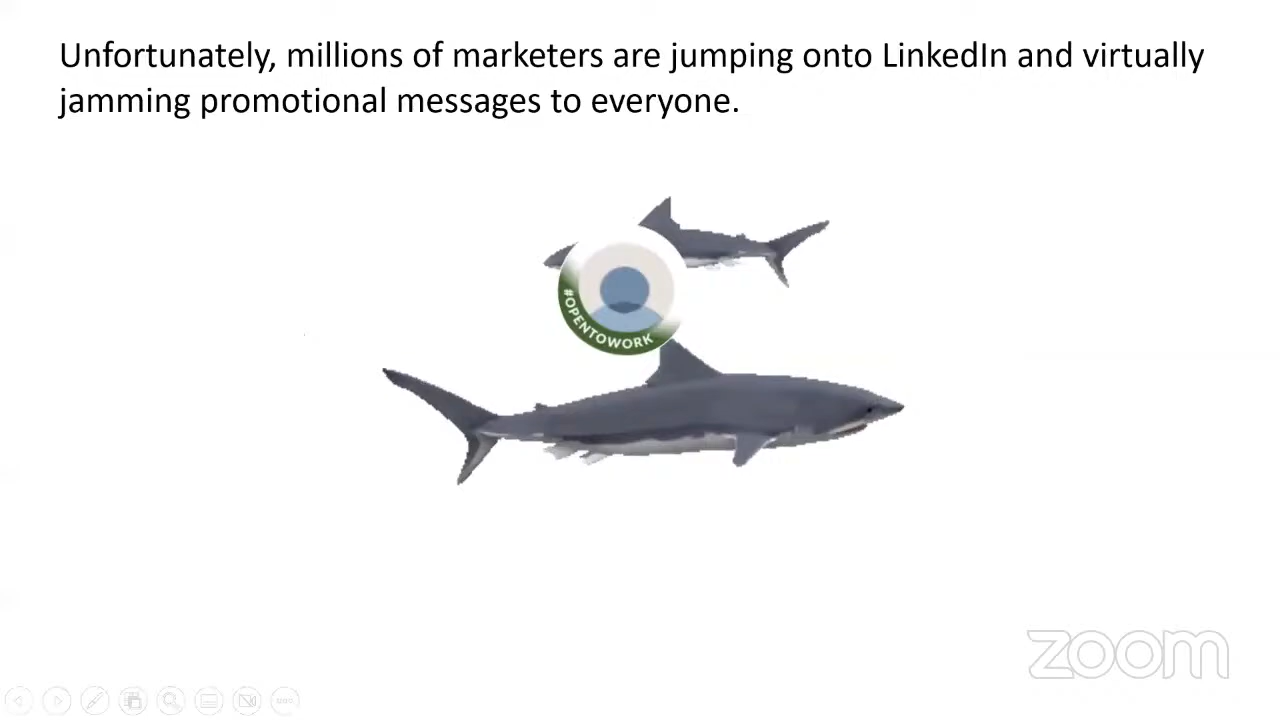 Unfortunately, millions of marketers are jumping onto LinkedIn and virtually
jamming promotional messages to everyone.
#OPENTOWORK
zoom